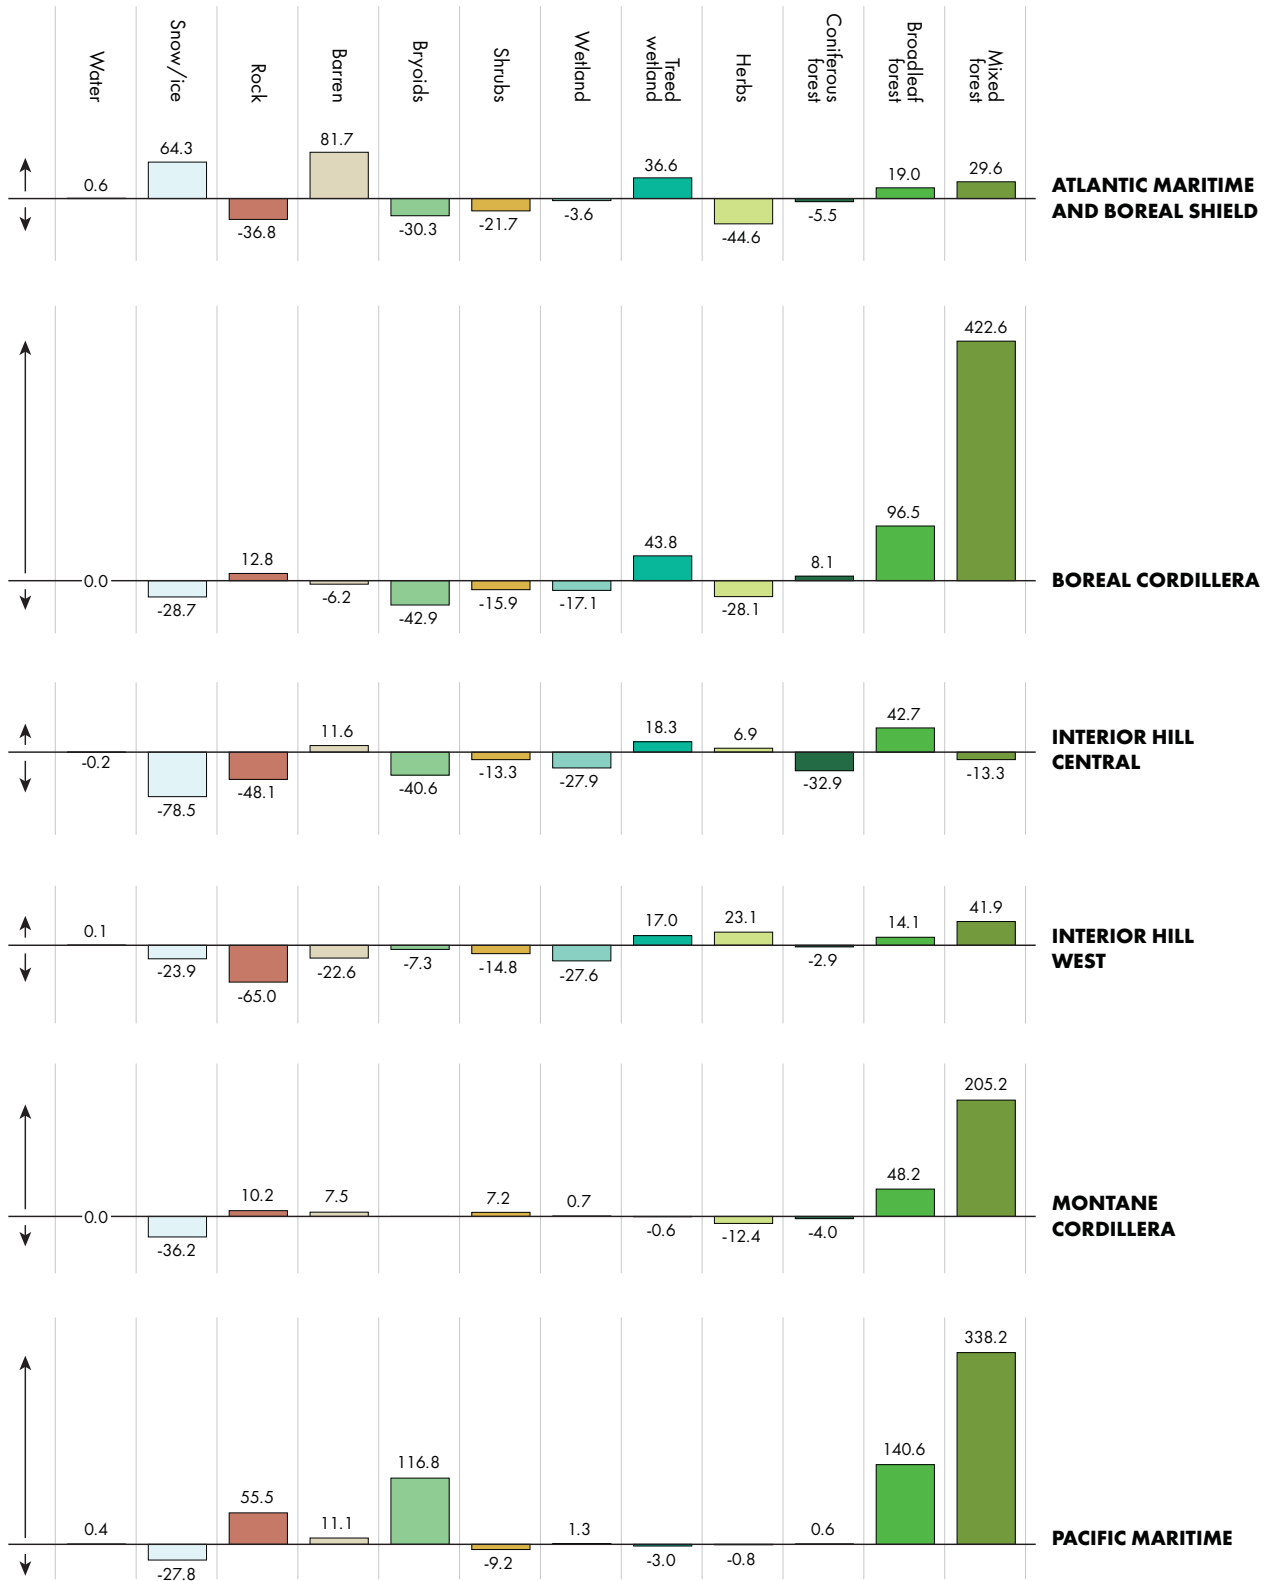 Water
Snow/ice
Rock
Barren
Bryoids
Shrubs
Wetland
Treed
wetland
Herbs
Coniferous
forest
Broadleaf
forest
Mixed
forest
0.6
64.3
-36.8
81.7
-30.3
-21.7
-3.6
36.6
-44.6
-5.5
19.0
29.6
ATLANTIC MARITIME
AND BOREAL SHIELD
0.0
-28.7
12.8
-6.2
-42.9
-15.9
-17.1
43.8
-28.1
8.1
96.5
422.6
BOREAL CORDILLERA
-0.2
-78.5
-48.1
11.6
-40.6
-13.3
-27.9
18.3
6.9
-32.9
42.7
-13.3
INTERIOR HILL
CENTRAL
0.1
-23.9
-65.0
-22.6
-7.3
-14.8
-27.6
17.0
23.1
-2.9
14.1
41.9
INTERIOR HILL
WEST
0.0
-36.2
10.2
7.5
7.2
0.7
-0.6
-12.4
-4.0
48.2
205.2
MONTANE
CORDILLERA
0.4
-27.8
55.5
11.1
116.8
-9.2
1.3
-3.0
-0.8
0.6
140.6
338.2
PACIFIC MARITIME